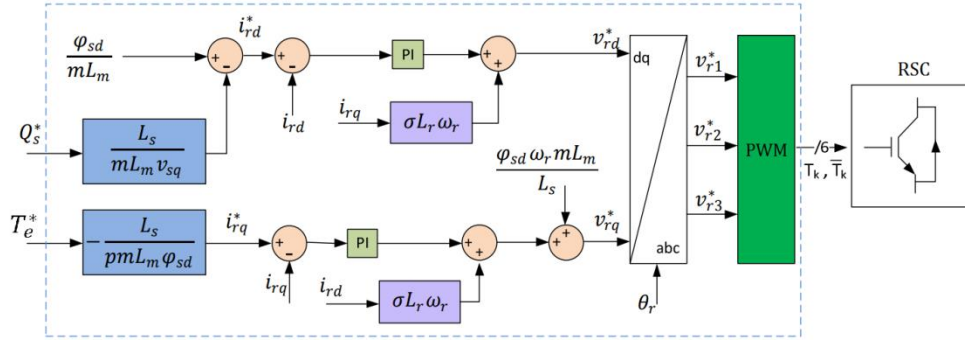 φ_sd / mL_m
+
−
i*_rd
+
−
PI
+
+
v*_rd
i_rd
i_rq
σL_r ω_r
Q*_s
L_s / mL_m v_sq
φ_sd ω_r mL_m / L_s
T*_e
− L_s / pmL_m φ_sd
i*_rq
+
−
PI
+
+
+
+
v*_rq
i_rq
i_rd
σL_r ω_r
dq
abc
θ_r
v*_r1
v*_r2
v*_r3
PWM
/6
T_k , T̅_k
RSC